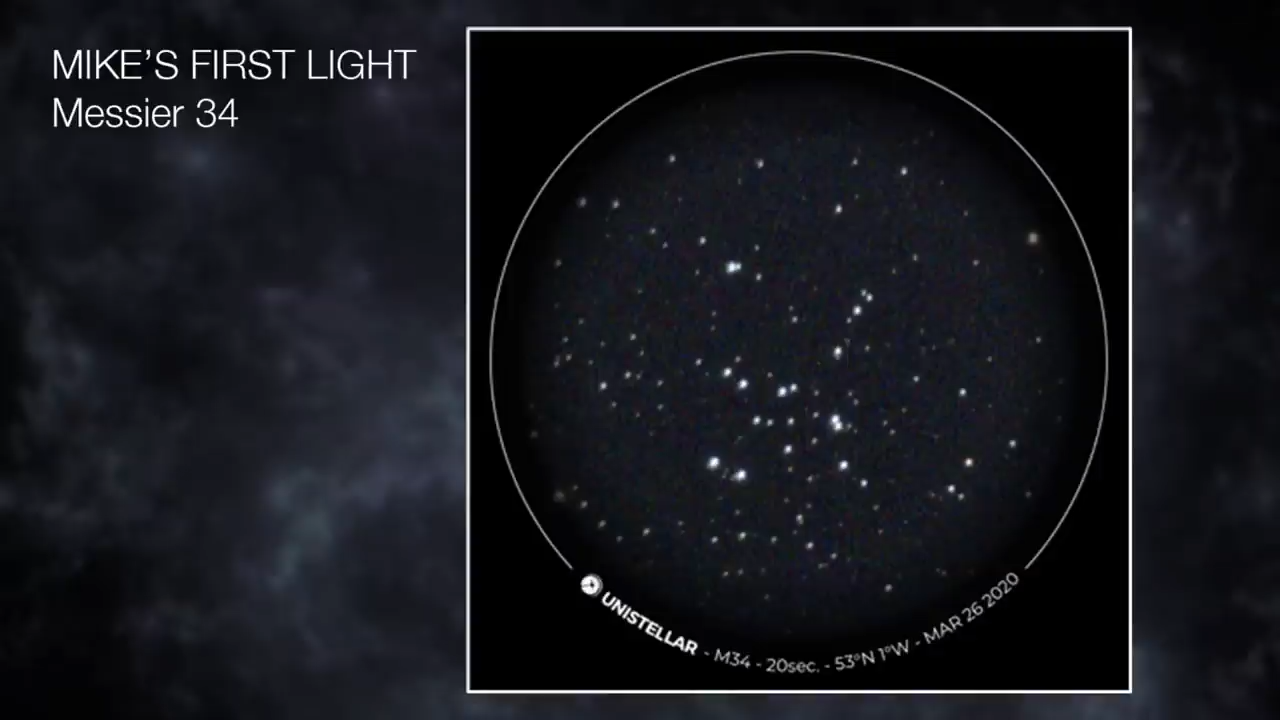 MIKE’S FIRST LIGHT
Messier 34
UNISTELLAR - M34 - 20sec. - 53°N 1°W - MAR 26 2020